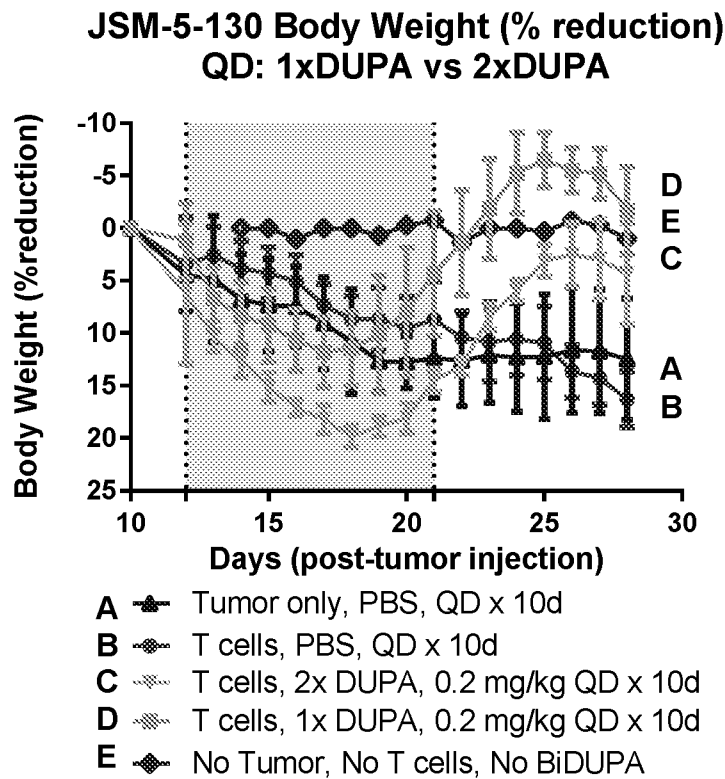 JSM-5-130 Body Weight (% reduction)
QD: 1xDUPA vs 2xDUPA
Body Weight (%reduction)
-10
-5
0
5
10
15
20
25
D
E
C
A
B
10
15
20
25
30
Days (post-tumor injection)
A Tumor only, PBS, QD x 10d
B T cells, PBS, QD x 10d
C T cells, 2x DUPA, 0.2 mg/kg QD x 10d
D T cells, 1x DUPA, 0.2 mg/kg QD x 10d
E No Tumor, No T cells, No BiDUPA